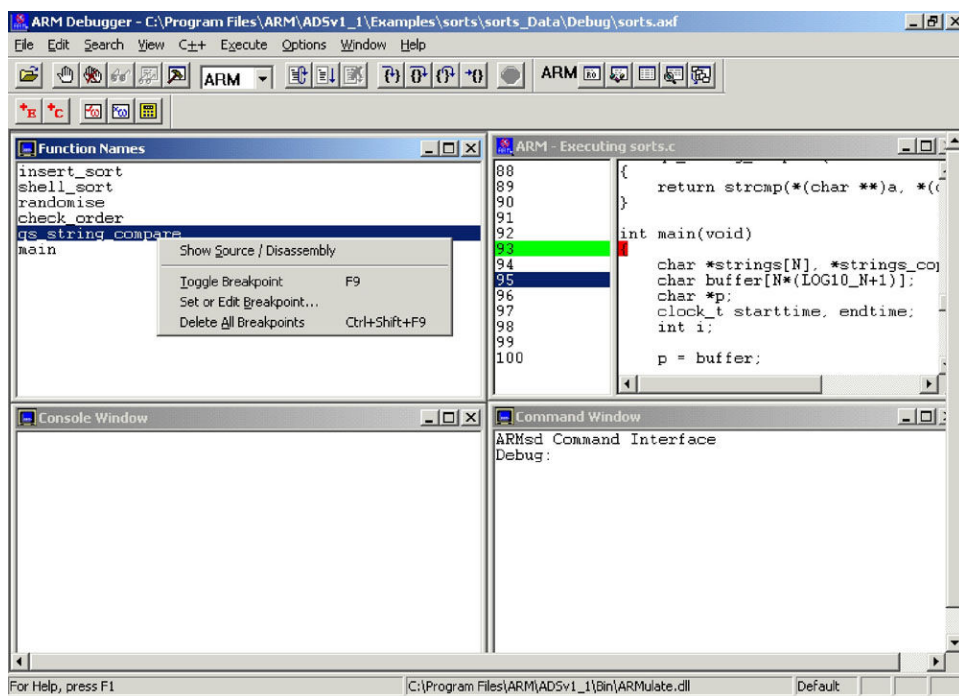 ARM Debugger - C:\Program Files\ARM\ADSv1_1\Examples\sorts\sorts_Data\Debug\sorts.axf
File Edit Search View C++ Execute Options Window Help
ARM
ARM
Function Names
insert_sort
shell_sort
randomise
check_order
qs_string_compare
main
Show Source / Disassembly
Toggle Breakpoint F9
Set or Edit Breakpoint...
Delete All Breakpoints Ctrl+Shift+F9
ARM - Executing sorts.c
88 {
89 return strcmp(*(char **)a, *(c
90 }
91
92 int main(void)
93 {
94 char *strings[N], *strings_cop
95 char buffer[N*(LOG10_N+1)];
96 char *p;
97 clock_t starttime, endtime;
98 int i;
99
100 p = buffer;
Console Window
Command Window
ARMsd Command Interface
Debug:
For Help, press F1
C:\Program Files\ARM\ADSv1_1\Bin\ARMulate.dll
Default